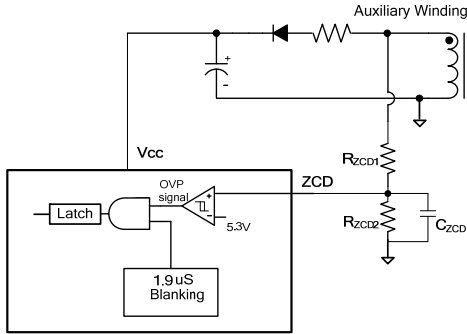 Auxiliary Winding
+
-
Vcc
RZCD1
OVP
signal
ZCD
+
-
Latch
5.3V
RZCD2
CZCD
1.9uS
Blanking